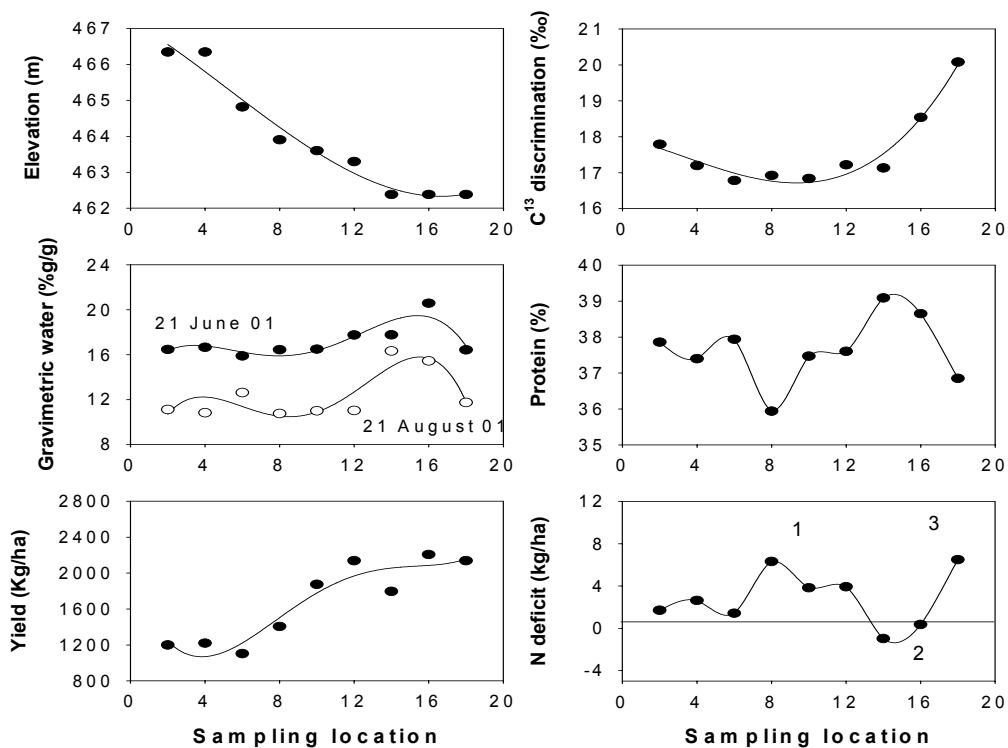 Elevation (m)
467
466
465
464
463
462
0 4 8 12 16 20
C¹³ discrimination (‰)
21
20
19
18
17
16
0 4 8 12 16 20
Gravimetric water (%g/g)
24
20
16
12
8
21 June 01
21 August 01
0 4 8 12 16 20
Protein (%)
40
39
38
37
36
35
0 4 8 12 16 20
Yield (Kg/ha)
2800
2400
2000
1600
1200
800
0 4 8 12 16 20
Sampling location
N deficit (kg/ha)
12
8
4
0
-4
1
3
2
0 4 8 12 16 20
Sampling location